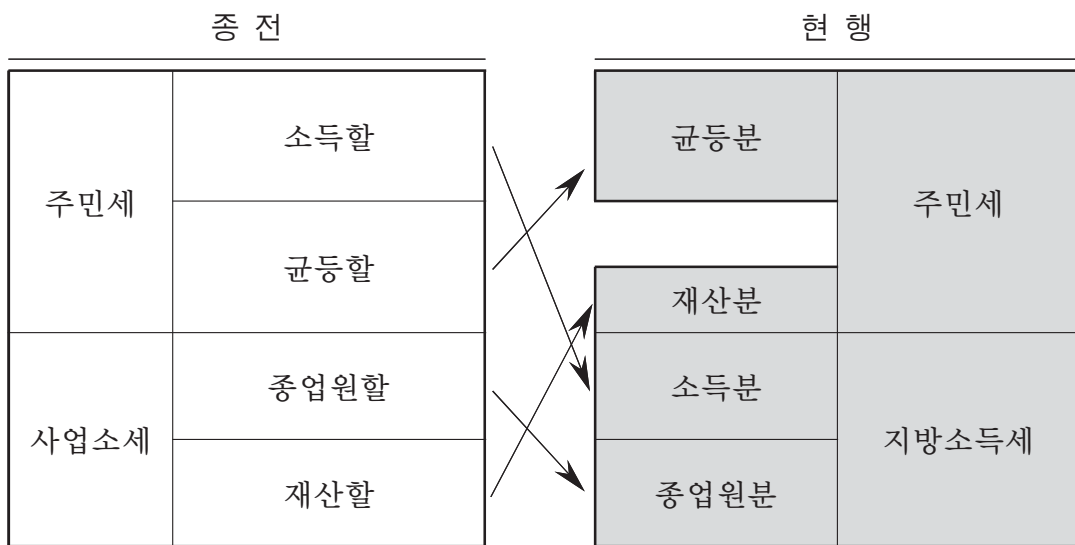 종 전
현 행
주민세
소득할
균등할
사업소세
종업원할
재산할
균등분
주민세
재산분
소득분
지방소득세
종업원분